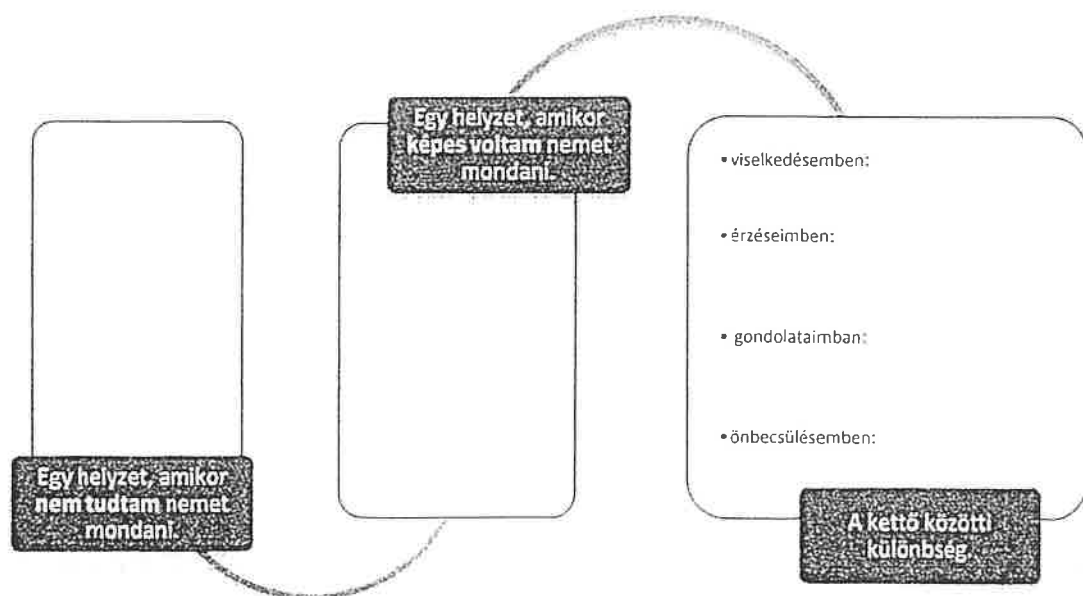 Egy helyzet, amikor
nem tudtam nemet
mondani.
Egy helyzet, amikor
képes voltam nemet
mondani.
• viselkedésemben:
• érzéseimben:
• gondolataimban:
• önbecsülésemben:
A kettő közötti
különbség.